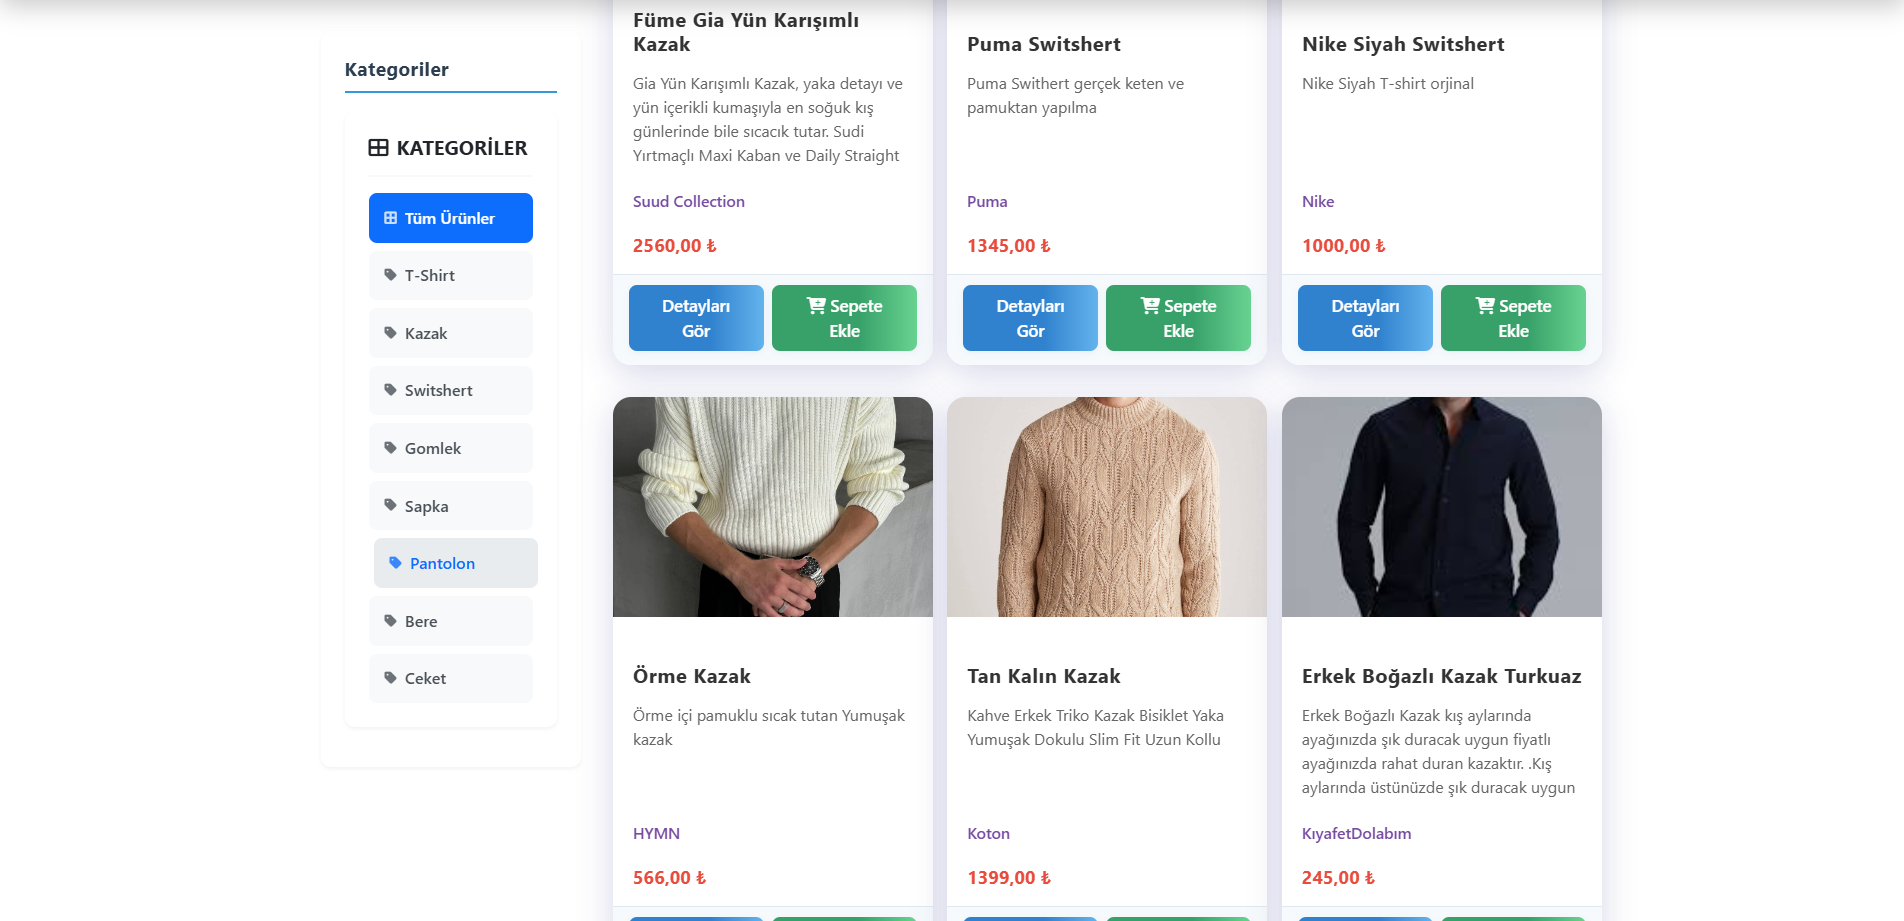 Kategoriler
KATEGORİLER
Tüm Ürünler
T-Shirt
Kazak
Switshert
Gomlek
Sapka
Pantolon
Bere
Ceket
Füme Gia Yün Karışımlı
Kazak
Gia Yün Karışımlı Kazak, yaka detayı ve
yün içerikli kumaşıyla en soğuk kış
günlerinde bile sıcacık tutar. Sudi
Yırtmaçlı Maxi Kaban ve Daily Straight
Suud Collection
2560,00 ₺
Detayları
Gör
Sepete
Ekle
Puma Switshert
Puma Swithert gerçek keten ve
pamuktan yapılma
Puma
1345,00 ₺
Detayları
Gör
Sepete
Ekle
Nike Siyah Switshert
Nike Siyah T-shirt orjinal
Nike
1000,00 ₺
Detayları
Gör
Sepete
Ekle
Örme Kazak
Örme içi pamuklu sıcak tutan Yumuşak
kazak
HYMN
566,00 ₺
Tan Kalın Kazak
Kahve Erkek Triko Kazak Bisiklet Yaka
Yumuşak Dokulu Slim Fit Uzun Kollu
Koton
1399,00 ₺
Erkek Boğazlı Kazak Turkuaz
Erkek Boğazlı Kazak kış aylarında
ayağınızda şık duracak uygun fiyatlı
ayağınızda rahat duran kazaktır. .Kış
aylarında üstünüzde şık duracak uygun
KıyafetDolabım
245,00 ₺